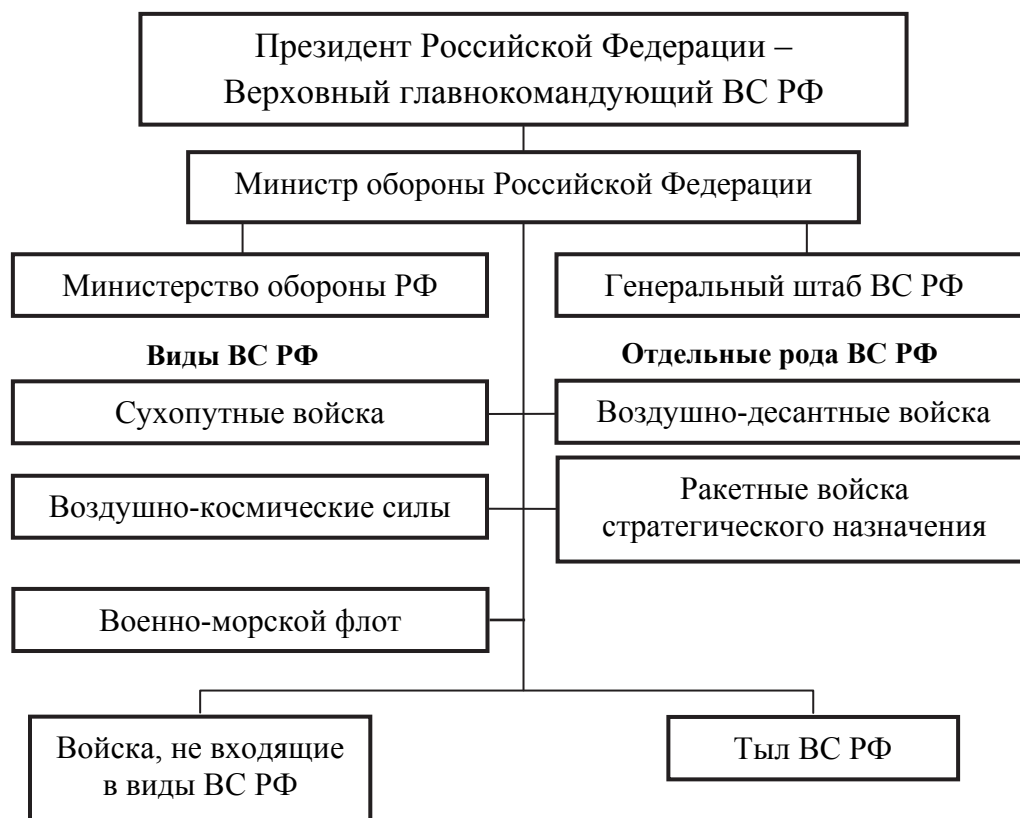 Президент Российской Федерации –
Верховный главнокомандующий ВС РФ
Министр обороны Российской Федерации
Министерство обороны РФ
Генеральный штаб ВС РФ
Виды ВС РФ
Отдельные рода ВС РФ
Сухопутные войска
Воздушно-десантные войска
Воздушно-космические силы
Ракетные войска
стратегического назначения
Военно-морской флот
Войска, не входящие
в виды ВС РФ
Тыл ВС РФ